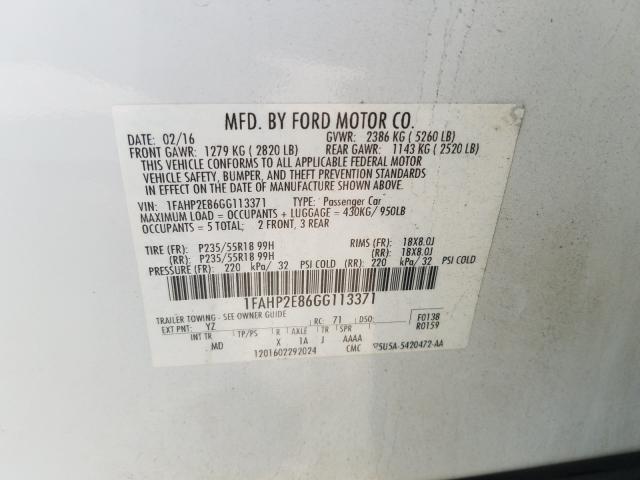 MFD. BY FORD MOTOR CO.
DATE: 02/16 GVWR: 2386 KG ( 5260 LB)
FRONT GAWR: 1279 KG ( 2820 LB) REAR GAWR: 1143 KG ( 2520 LB)
THIS VEHICLE CONFORMS TO ALL APPLICABLE FEDERAL MOTOR
VEHICLE SAFETY, BUMPER, AND THEFT PREVENTION STANDARDS
IN EFFECT ON THE DATE OF MANUFACTURE SHOWN ABOVE.
VIN: 1FAHP2E86GG113371 TYPE: Passenger Car
MAXIMUM LOAD = OCCUPANTS + LUGGAGE = 430KG/ 950LB
OCCUPANTS = 5 TOTAL; 2 FRONT, 3 REAR
TIRE (FR): P235/55R18 99H RIMS (FR): 18X8.0J
(RR): P235/55R18 99H (RR): 18X8.0J
PRESSURE (FR): 220 kPa/ 32 PSI COLD (RR): 220 kPa/ 32 PSI COLD
1FAHP2E86GG113371
TRAILER TOWING - SEE OWNER GUIDE RC: 71 DSO: F0138
EXT PNT: YZ R0159
INT TR TP/PS R AXLE TR SPR
MD X 1A J AAAA
1201602292024 CMC 5U5A-5420472-AA